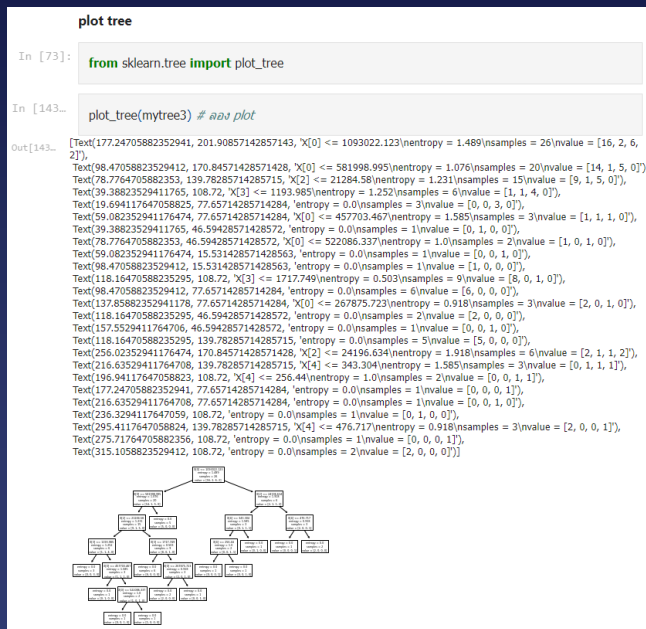 plot tree
In [73]:
from sklearn.tree import plot_tree
In [143…
plot_tree(mytree3) # ลอง plot
Out[143…
[Text(177.24705882352941, 201.90857142857143, 'X[0] <= 1093022.123\nentropy = 1.489\nsamples = 26\nvalue = [16, 2, 6,
2]'),
Text(98.47058823529412, 170.84571428571428, 'X[0] <= 581998.995\nentropy = 1.076\nsamples = 20\nvalue = [14, 1, 5, 0]'),
Text(78.7764705882353, 139.78285714285715, 'X[2] <= 21284.58\nentropy = 1.231\nsamples = 15\nvalue = [9, 1, 5, 0]'),
Text(39.38823529411765, 108.72, 'X[3] <= 1193.985\nentropy = 1.252\nsamples = 6\nvalue = [1, 1, 4, 0]'),
Text(19.694117647058825, 77.65714285714284, 'entropy = 0.0\nsamples = 3\nvalue = [0, 0, 3, 0]'),
Text(59.08235294117648, 77.65714285714284, 'X[0] <= 457703.467\nentropy = 1.585\nsamples = 3\nvalue = [1, 1, 1, 0]'),
Text(39.38823529411765, 46.59428571428572, 'entropy = 0.0\nsamples = 1\nvalue = [0, 1, 0, 0]'),
Text(78.7764705882353, 46.59428571428572, 'X[0] <= 522086.337\nentropy = 1.0\nsamples = 2\nvalue = [1, 0, 1, 0]'),
Text(59.08235294117648, 15.531428571428563, 'entropy = 0.0\nsamples = 1\nvalue = [0, 0, 1, 0]'),
Text(98.47058823529412, 15.531428571428563, 'entropy = 0.0\nsamples = 1\nvalue = [1, 0, 0, 0]'),
Text(118.1647058235295, 108.72, 'X[3] <= 1717.749\nentropy = 0.503\nsamples = 9\nvalue = [8, 0, 1, 0]'),
Text(98.47058823529412, 77.65714285714284, 'entropy = 0.0\nsamples = 6\nvalue = [6, 0, 0, 0]'),
Text(137.85882352941178, 77.65714285714284, 'X[0] <= 267875.723\nentropy = 0.918\nsamples = 3\nvalue = [2, 0, 1, 0]'),
Text(118.1647058235295, 46.59428571428572, 'entropy = 0.0\nsamples = 2\nvalue = [2, 0, 0, 0]'),
Text(157.5529411764706, 46.59428571428572, 'entropy = 0.0\nsamples = 1\nvalue = [0, 0, 1, 0]'),
Text(118.1647058235295, 139.78285714285715, 'entropy = 0.0\nsamples = 5\nvalue = [5, 0, 0, 0]'),
Text(256.02352941176474, 170.84571428571428, 'X[2] <= 24196.634\nentropy = 1.918\nsamples = 6\nvalue = [2, 1, 1, 2]'),
Text(216.63529411764708, 139.78285714285715, 'X[4] <= 343.304\nentropy = 1.585\nsamples = 3\nvalue = [0, 1, 1, 1]'),
Text(196.94117647058823, 108.72, 'X[4] <= 256.44\nentropy = 1.0\nsamples = 2\nvalue = [0, 0, 1, 1]'),
Text(177.24705882352941, 77.65714285714284, 'entropy = 0.0\nsamples = 1\nvalue = [0, 0, 0, 1]'),
Text(216.63529411764708, 77.65714285714284, 'entropy = 0.0\nsamples = 1\nvalue = [0, 0, 1, 0]'),
Text(236.3294117647059, 108.72, 'entropy = 0.0\nsamples = 1\nvalue = [0, 1, 0, 0]'),
Text(295.4117647058824, 139.78285714285715, 'X[4] <= 476.717\nentropy = 0.918\nsamples = 3\nvalue = [2, 0, 0, 1]'),
Text(275.71764705882356, 108.72, 'entropy = 0.0\nsamples = 1\nvalue = [0, 0, 0, 1]'),
Text(315.1058823529412, 108.72, 'entropy = 0.0\nsamples = 2\nvalue = [2, 0, 0, 0]')]